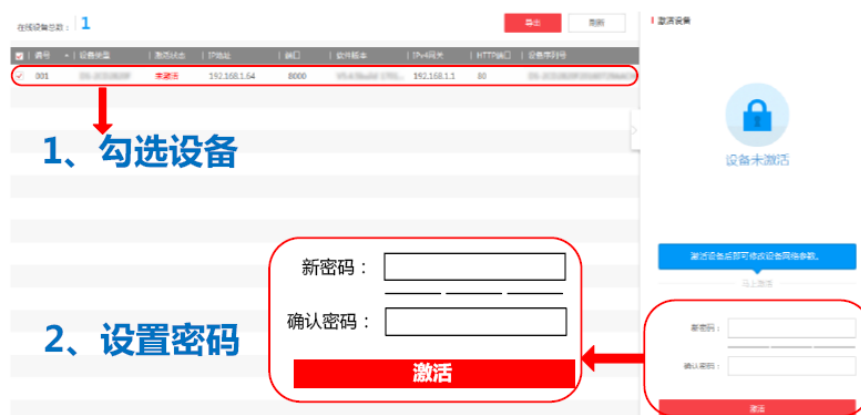 在线设备总数： 1
导出
刷新
激活设备
编号
设备类型
激活状态
IP地址
端口
软件版本
IPv4网关
HTTP端口
设备序列号
001
未激活
192.168.1.64
8000
192.168.1.1
80
1、勾选设备
设备未激活
激活设备后即可修改设备网络参数。
马上激活
新密码：
确认密码：
激活
2、设置密码
新密码：
确认密码：
激活